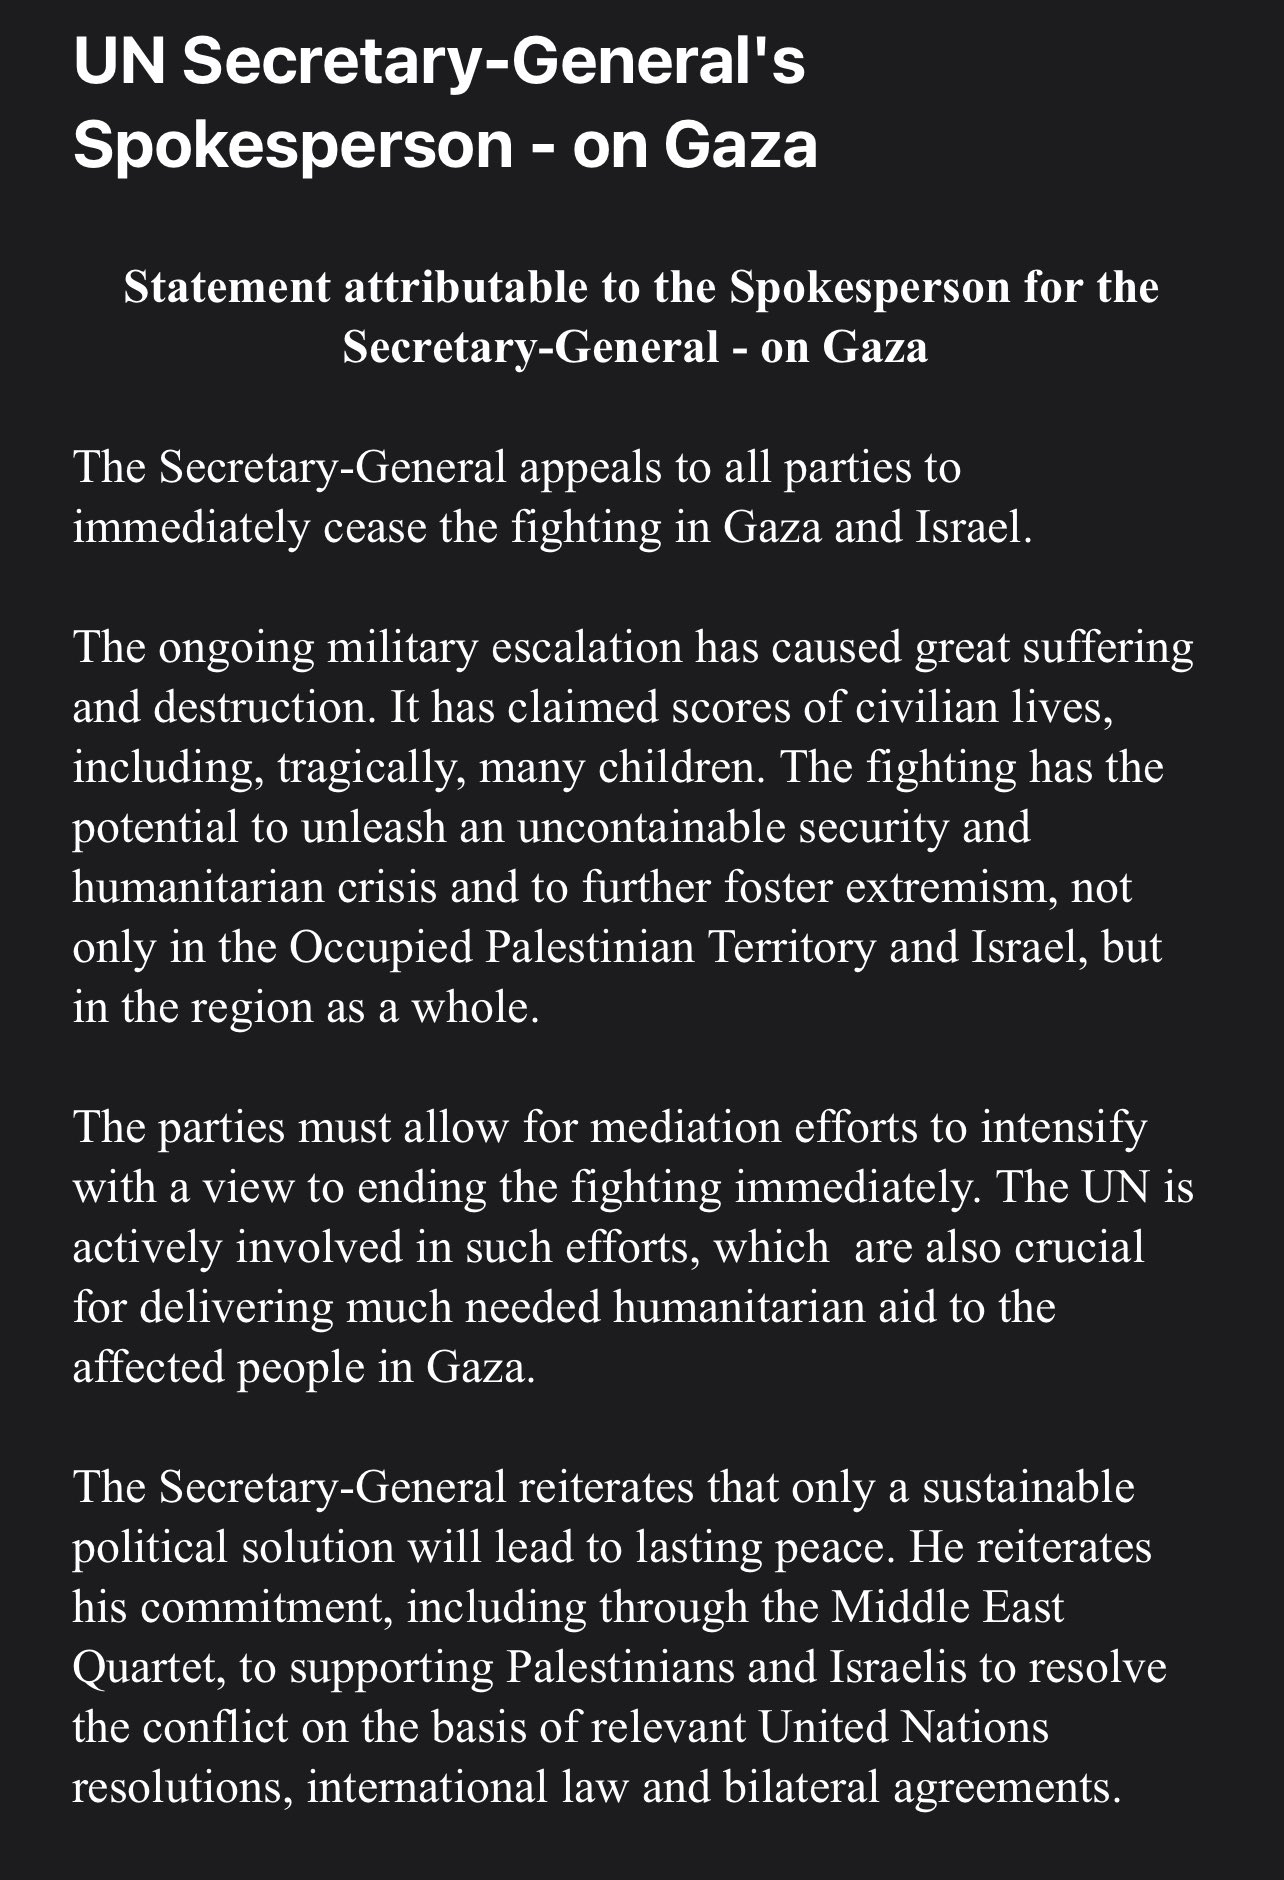 UN Secretary-General's
Spokesperson - on Gaza
Statement attributable to the Spokesperson for the
Secretary-General - on Gaza
The Secretary-General appeals to all parties to
immediately cease the fighting in Gaza and Israel.
The ongoing military escalation has caused great suffering
and destruction. It has claimed scores of civilian lives,
including, tragically, many children. The fighting has the
potential to unleash an uncontainable security and
humanitarian crisis and to further foster extremism, not
only in the Occupied Palestinian Territory and Israel, but
in the region as a whole.
The parties must allow for mediation efforts to intensify
with a view to ending the fighting immediately. The UN is
actively involved in such efforts, which  are also crucial
for delivering much needed humanitarian aid to the
affected people in Gaza.
The Secretary-General reiterates that only a sustainable
political solution will lead to lasting peace. He reiterates
his commitment, including through the Middle East
Quartet, to supporting Palestinians and Israelis to resolve
the conflict on the basis of relevant United Nations
resolutions, international law and bilateral agreements.